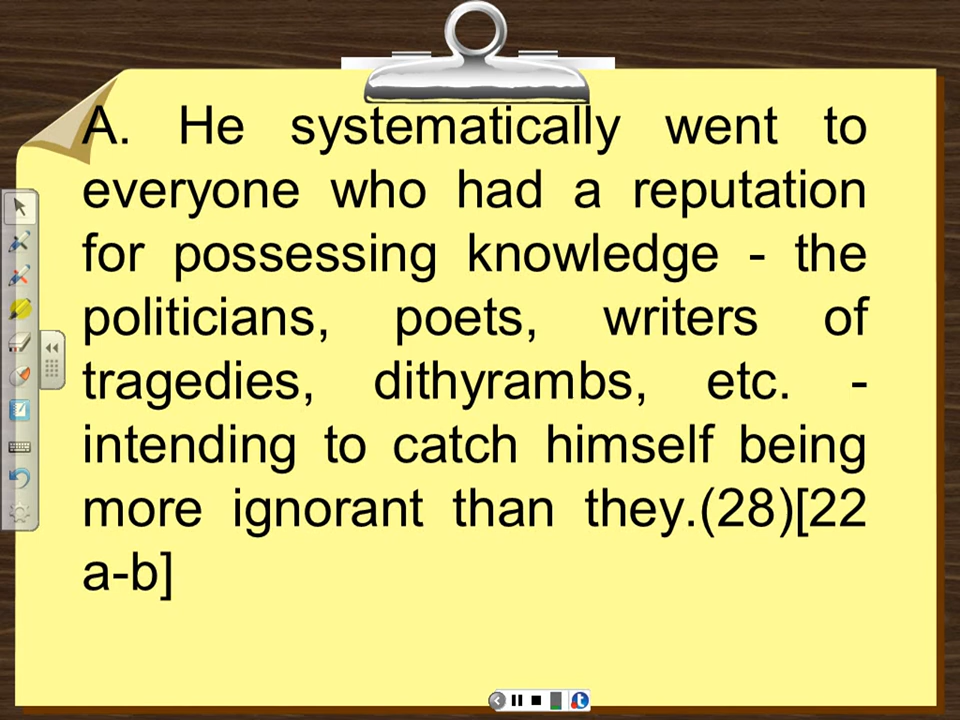 A. He systematically went to
everyone who had a reputation
for possessing knowledge - the
politicians, poets, writers of
tragedies, dithyrambs, etc. -
intending to catch himself being
more ignorant than they.(28)[22
a-b]